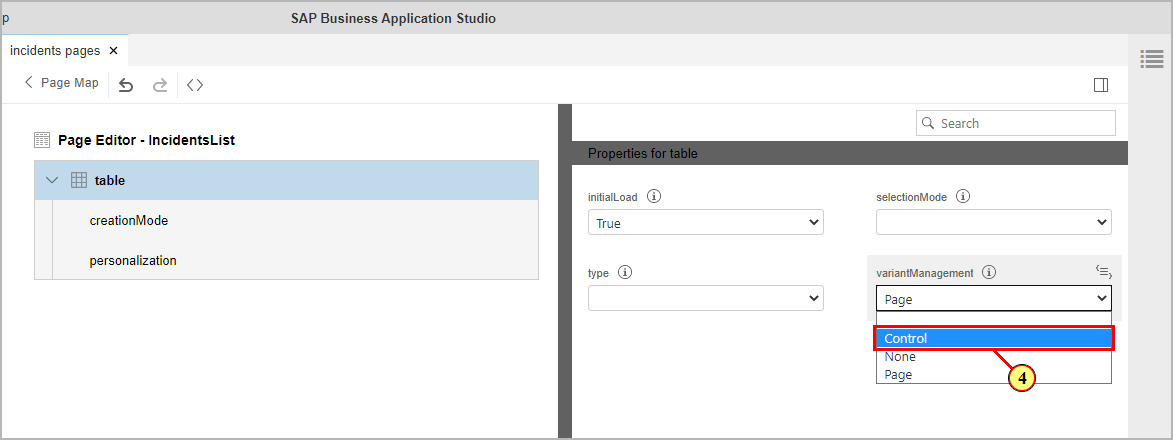 p
SAP Business Application Studio
incidents pages ×
Page Map
Search
Page Editor - IncidentsList
Properties for table
table
initialLoad
selectionMode
creationMode
True
personalization
type
variantManagement
Page
Control
None
Page
4